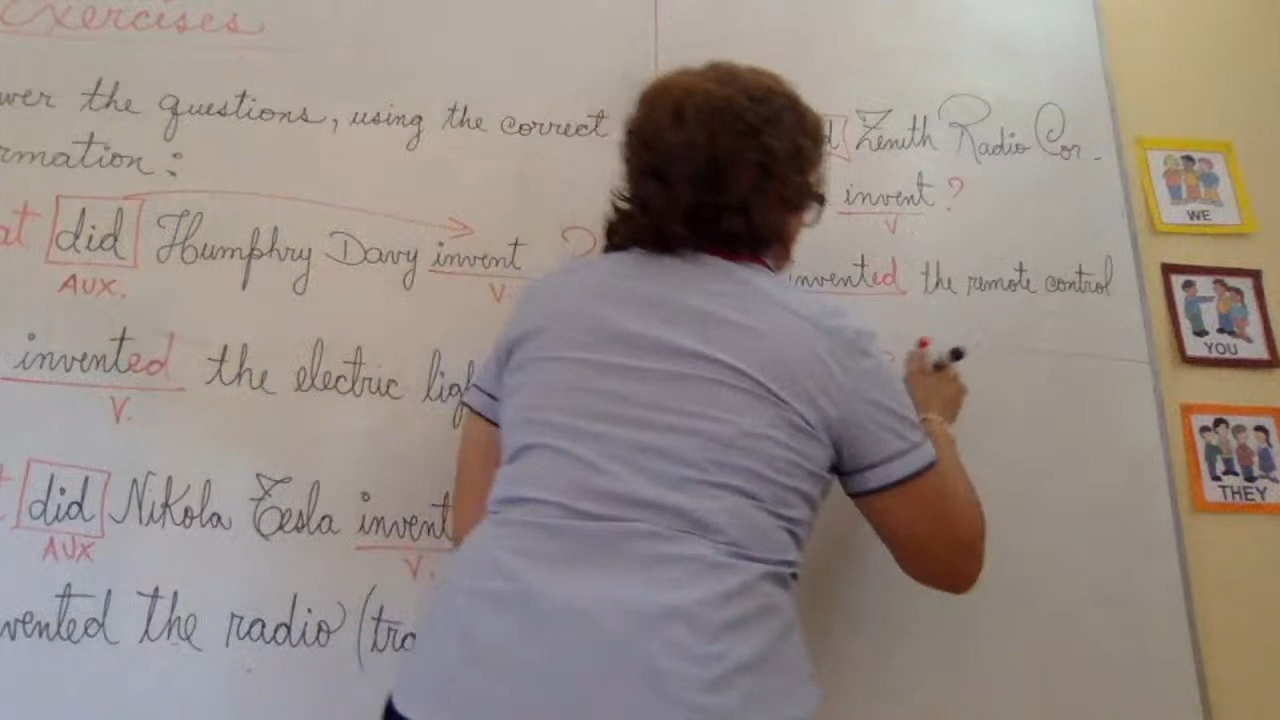 Exercises
wer the questions, using the correct
rmation:
at did Humphry Davy invent ?
AUX. V.
invented the electric lig
V.
did Nikola Tesla invent
AUX V.
vented the radio (tra
d Zenith Radio Cor-
invent?
V
invented the remote control
?
WE
YOU
THEY